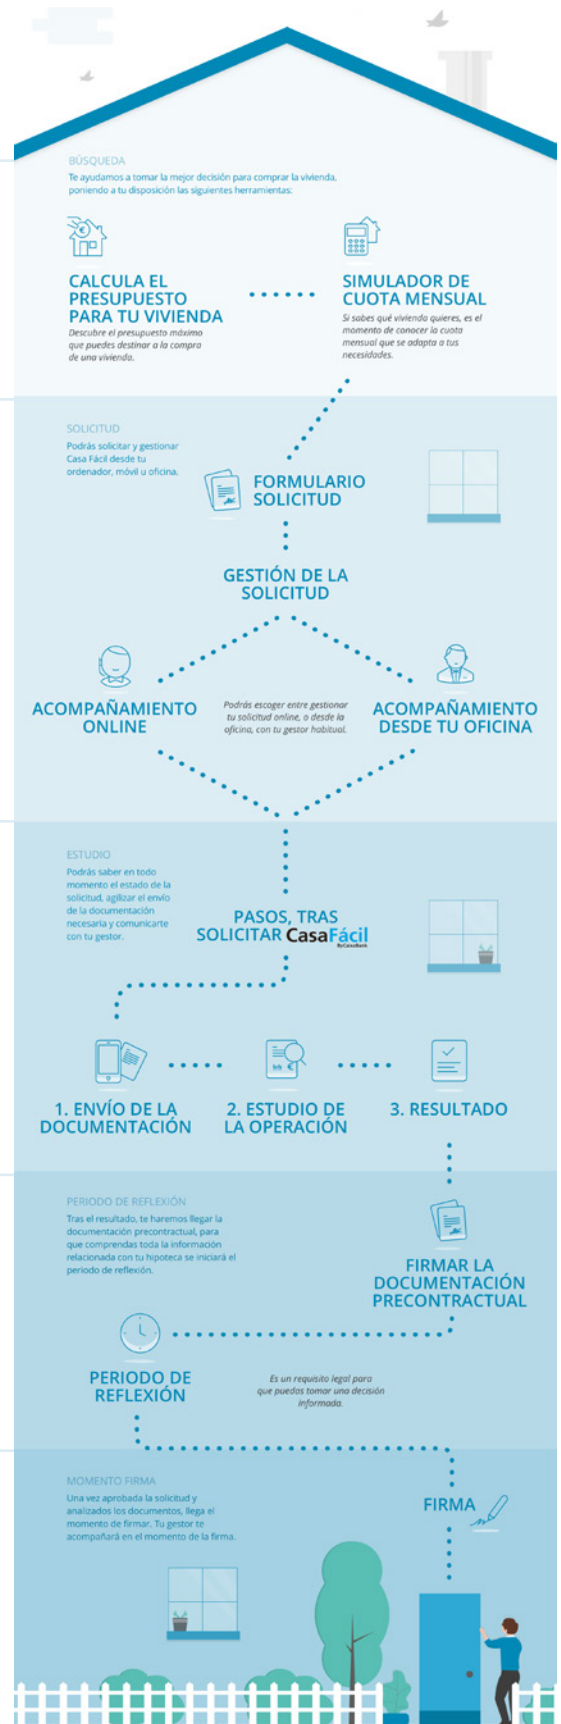 BÚSQUEDA
Te ayudamos a tomar la mejor decisión para comprar la vivienda,
poniendo a tu disposición las siguientes herramientas:
CALCULA EL
PRESUPUESTO
PARA TU VIVIENDA
Descubre el presupuesto máximo
que puedes destinar a la compra
de una vivienda.
SIMULADOR DE
CUOTA MENSUAL
Si sabes qué vivienda quieres, es el
momento de conocer la cuota
mensual que se adapta a tus
necesidades.
SOLICITUD
Podrás solicitar y gestionar
Casa Fácil desde tu
ordenador, móvil u oficina.
FORMULARIO
SOLICITUD
GESTIÓN DE LA
SOLICITUD
ACOMPAÑAMIENTO
ONLINE
Podrás escoger entre gestionar
tu solicitud online, o desde la
oficina, con tu gestor habitual.
ACOMPAÑAMIENTO
DESDE TU OFICINA
ESTUDIO
Podrás saber en todo
momento el estado de la
solicitud, agilizar el envío
de la documentación
necesaria y comunicarte
con tu gestor.
PASOS, TRAS
SOLICITAR CasaFácil
By CaixaBank
1. ENVÍO DE LA
DOCUMENTACIÓN
2. ESTUDIO DE
LA OPERACIÓN
3. RESULTADO
PERIODO DE REFLEXIÓN
Tras el resultado, te haremos llegar la
documentación precontractual, para
que comprendas toda la información
relacionada con tu hipoteca se iniciará el
periodo de reflexión.
FIRMAR LA
DOCUMENTACIÓN
PRECONTRACTUAL
PERIODO DE
REFLEXIÓN
Es un requisito legal para
que puedas tomar una decisión
informada.
MOMENTO FIRMA
Una vez aprobada la solicitud y
analizados los documentos, llega el
momento de firmar. Tu gestor te
acompañará en el momento de la firma.
FIRMA